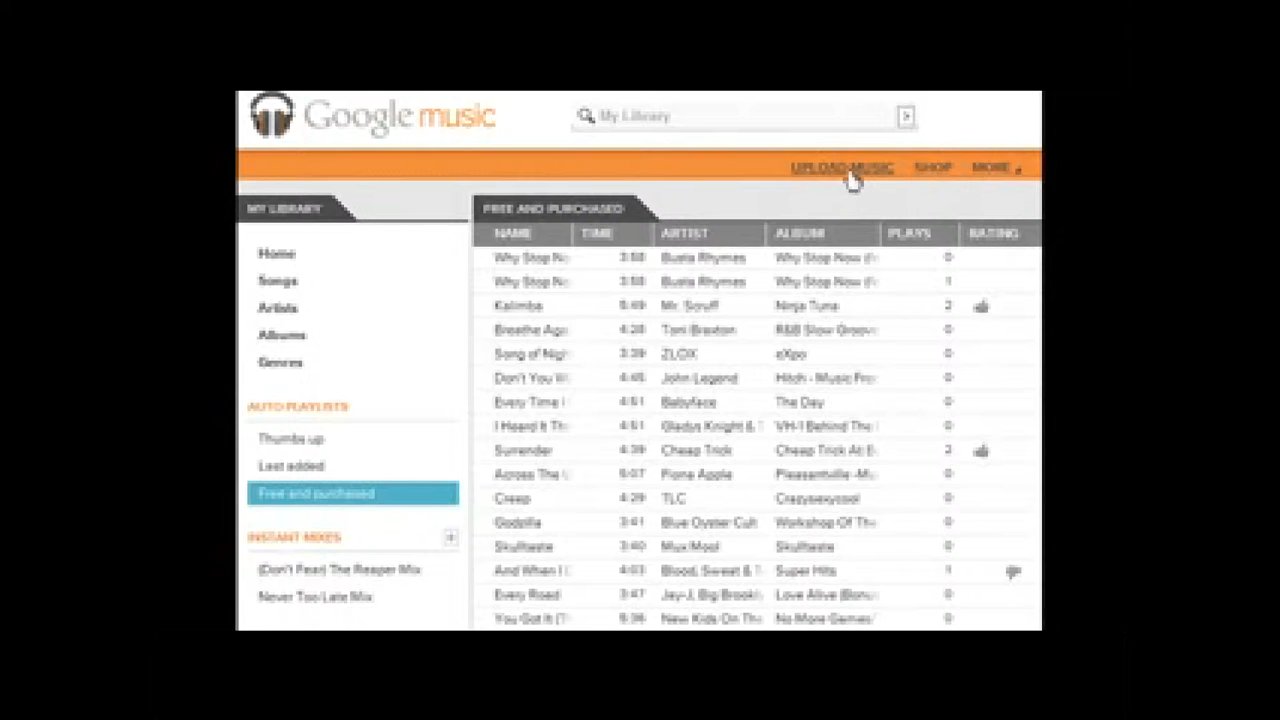 Google music
My Library
UPLOAD MUSIC SHOP MORE
MY LIBRARY
FREE AND PURCHASED
NAME TIME ARTIST ALBUM PLAYS RATING
Home
Songs
Artists
Albums
Genres
AUTO PLAYLISTS
Thumbs up
Last added
Free and purchased
INSTANT MIXES
(Don't Fear) The Reaper Mix
Never Too Late Mix
Why Stop No 3:58 Busta Rhymes Why Stop Now 0
Why Stop No 3:58 Busta Rhymes Why Stop Now 1
Kalimba 5:49 Mr. Scruff Ninja Tuna 2
Breathe Aga 4:28 Toni Braxton R&B Slow Groov 0
Song of Nigh 3:39 ZLOX eXpo 0
Don't You 4:45 John Legend Hitch - Music Fro 0
Every Time I 4:51 Babyface The Day 0
I Heard It Th 4:51 Gladys Knight & VH-1 Behind The 0
Surrender 4:39 Cheap Trick Cheap Trick At 2
Across The 5:07 Fiona Apple Pleasantville -Mu 0
Creep 4:29 TLC Crazysexycool 0
Godzilla 3:41 Blue Oyster Cult Workshop Of The 0
Skulltaste 3:40 Mux Mool Skulltaste 0
And When I 4:03 Blood, Sweat & Super Hits 1
Every Road 3:47 Jay-J, Big Brookl Love Alive (Bonu 0
You Got It (T 5:36 New Kids On The No More Games/ 0